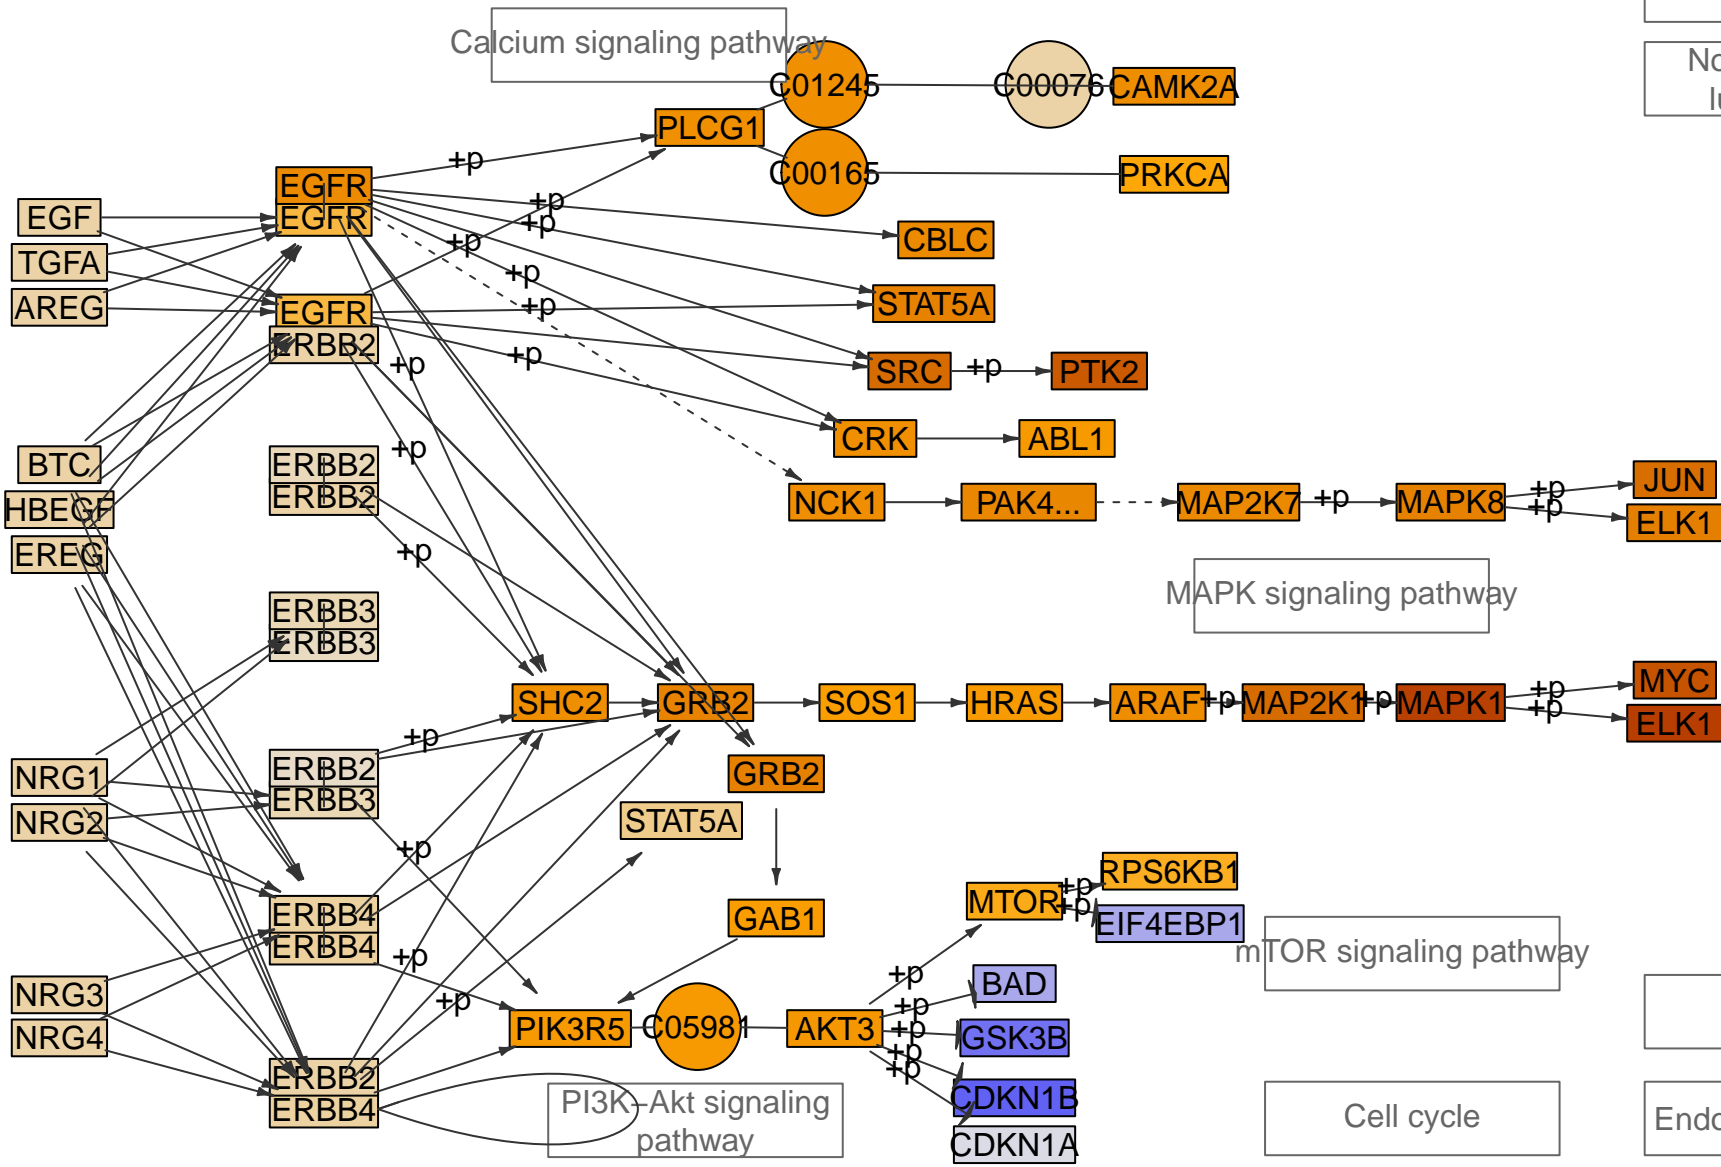 Calcium signaling pathway
C01245
C00076
CAMK2A
PLCG1
C00165
PRKCA
+p
EGFR
EGFR
EGF
TGFA
AREG
+p
+p
+p
+p
+p
+p
CBLC
STAT5A
EGFR
ERBB2
+p
SRC
+p
PTK2
CRK
ABL1
BTC
HBEGF
EREG
ERBB2
ERBB2
+p
+p
NCK1
PAK4...
MAP2K7
+p
MAPK8
+p
+p
JUN
ELK1
MAPK signaling pathway
ERBB3
ERBB3
SHC2
GRB2
SOS1
HRAS
ARAF
+p
MAP2K1
+p
MAPK1
+p
+p
MYC
ELK1
NRG1
NRG2
ERBB2
ERBB3
+p
GRB2
STAT5A
+p
GAB1
ERBB4
ERBB4
+p
+p
NRG3
NRG4
PIK3R5
C05981
AKT3
MTOR
+p
+p
RPS6KB1
EIF4EBP1
mTOR signaling pathway
+p
+p
+p
+p
+p
BAD
GSK3B
CDKN1B
CDKN1A
ERBB2
ERBB4
PI3K–Akt signaling
pathway
Cell cycle
No
lu
Endo